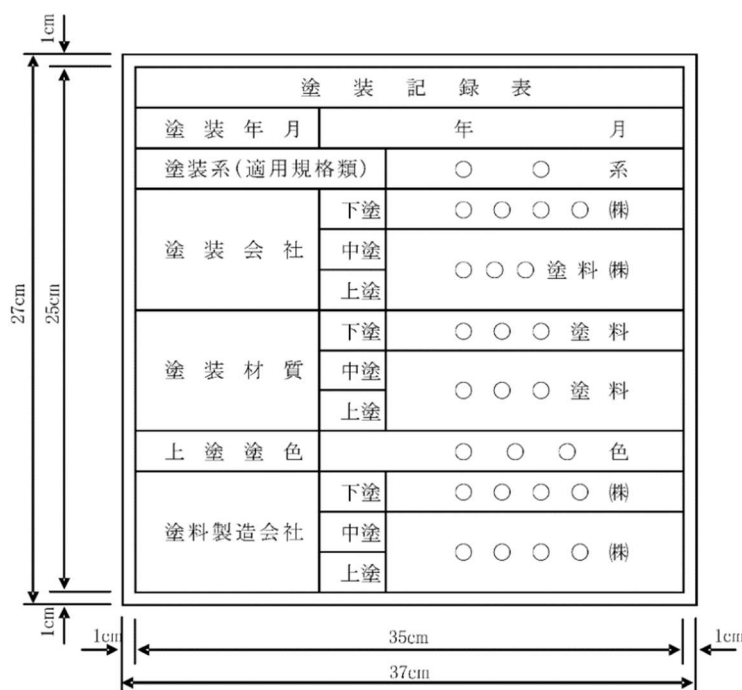 1cm
27cm
25cm
1cm
塗装記録表
塗装年月 年 月
塗装系(適用規格類) ○ ○ 系
塗装会社
下塗 ○○○○㈱
中塗
上塗
○○○塗料㈱
塗装材質
下塗 ○○○塗料
中塗
上塗
○○○塗料
上塗塗色 ○○○色
塗料製造会社
下塗 ○○○○㈱
中塗
上塗
○○○○㈱
1cm 35cm 1cm
37cm